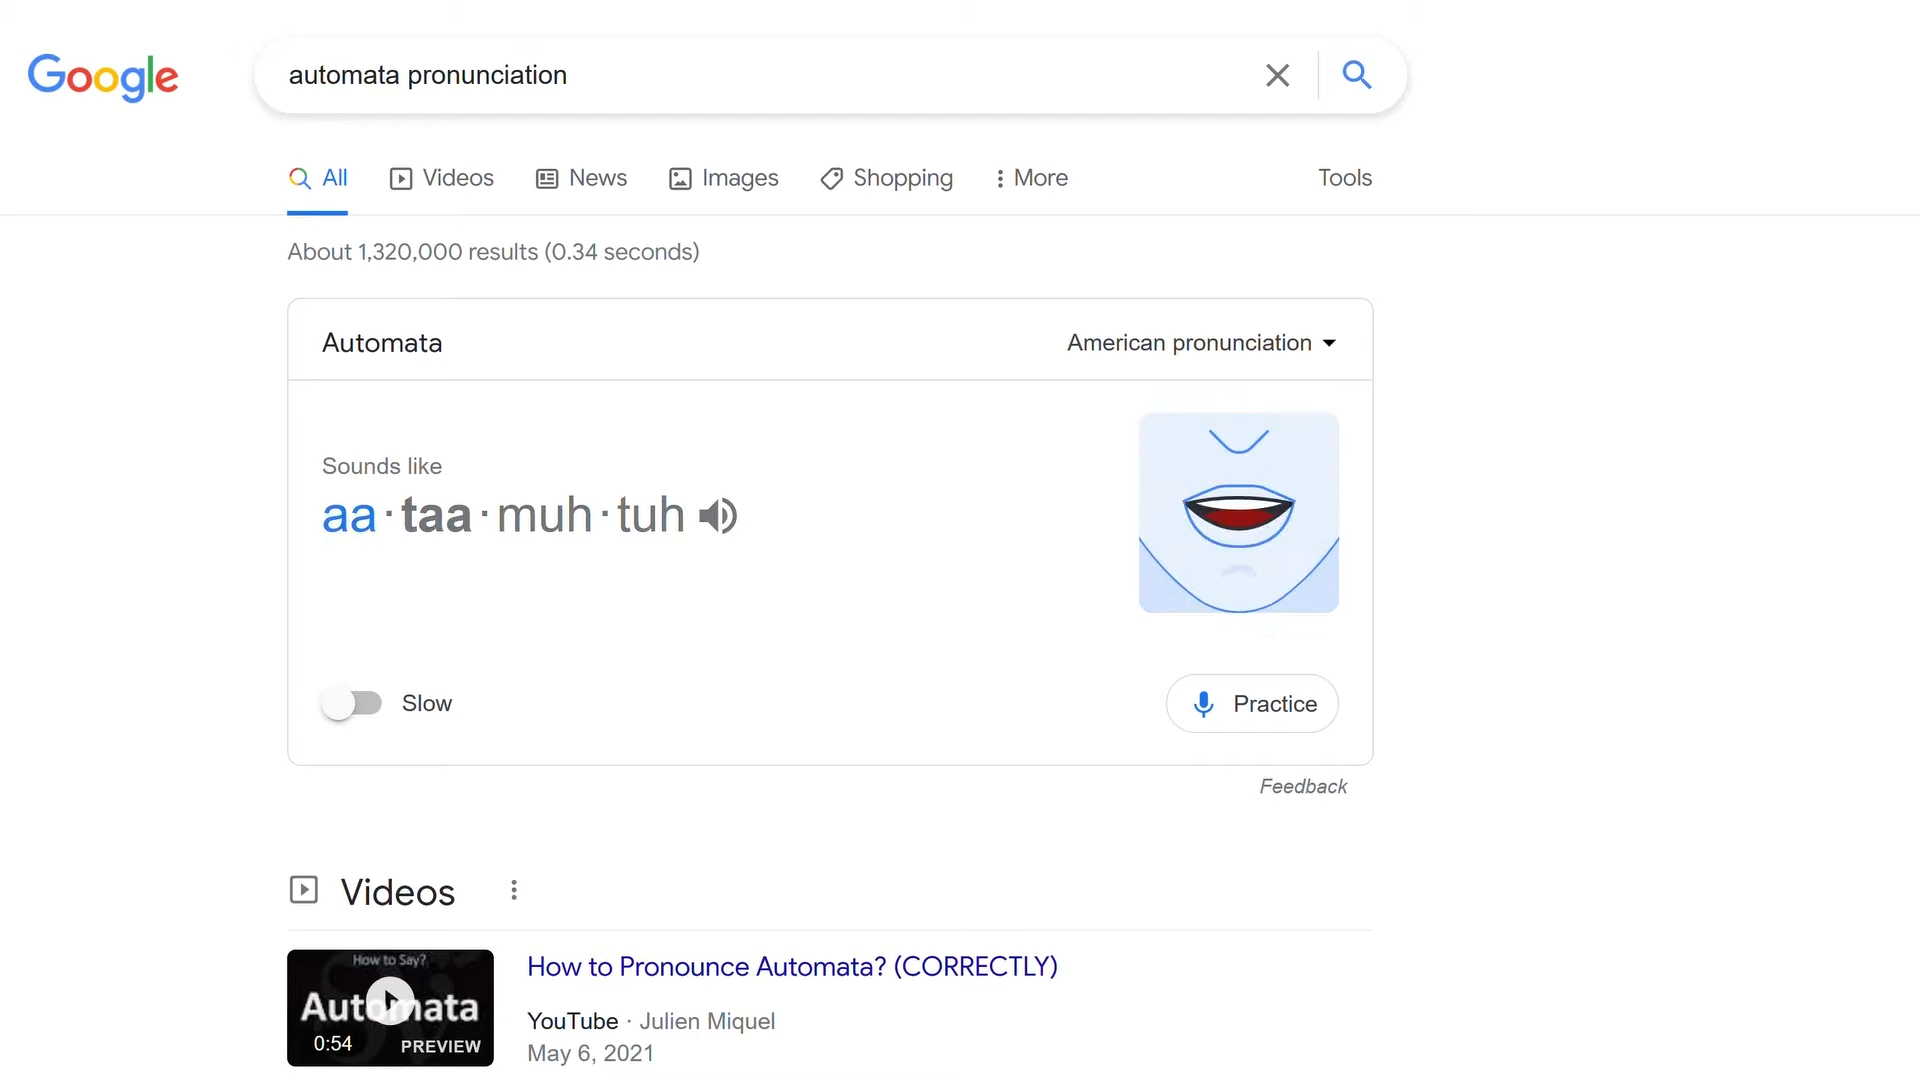 Google
automata pronunciation
All Videos News Images Shopping More Tools
About 1,320,000 results (0.34 seconds)
Automata American pronunciation
Sounds like
aa·taa·muh·tuh
Slow Practice
Feedback
Videos
How to Say?
Automata
0:54 PREVIEW
How to Pronounce Automata? (CORRECTLY)
YouTube · Julien Miquel
May 6, 2021